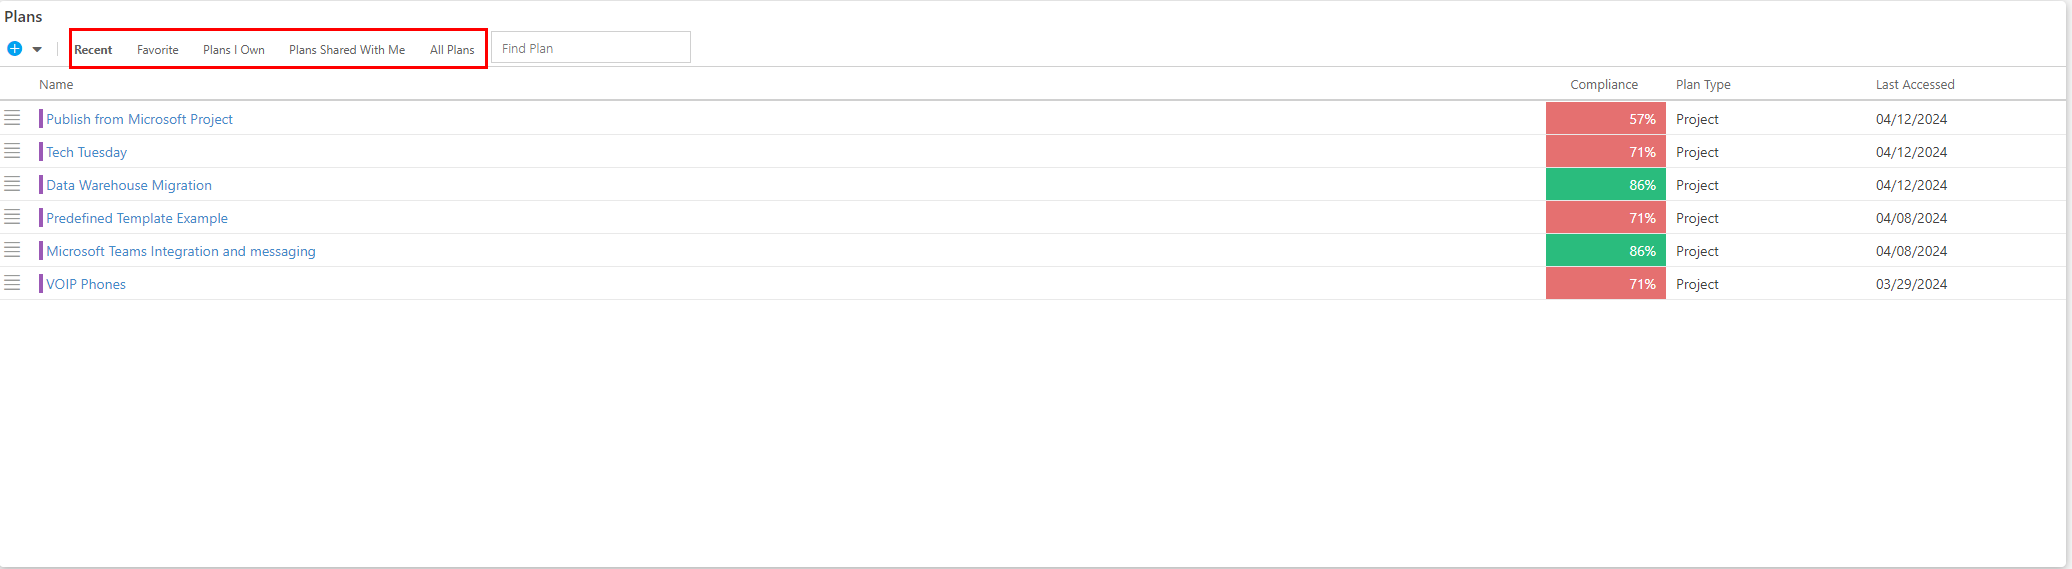 Plans
Recent Favorite Plans I Own Plans Shared With Me All Plans Find Plan
Name Compliance Plan Type Last Accessed
Publish from Microsoft Project 57% Project 04/12/2024
Tech Tuesday 71% Project 04/12/2024
Data Warehouse Migration 86% Project 04/12/2024
Predefined Template Example 71% Project 04/08/2024
Microsoft Teams Integration and messaging 86% Project 04/08/2024
VOIP Phones 71% Project 03/29/2024